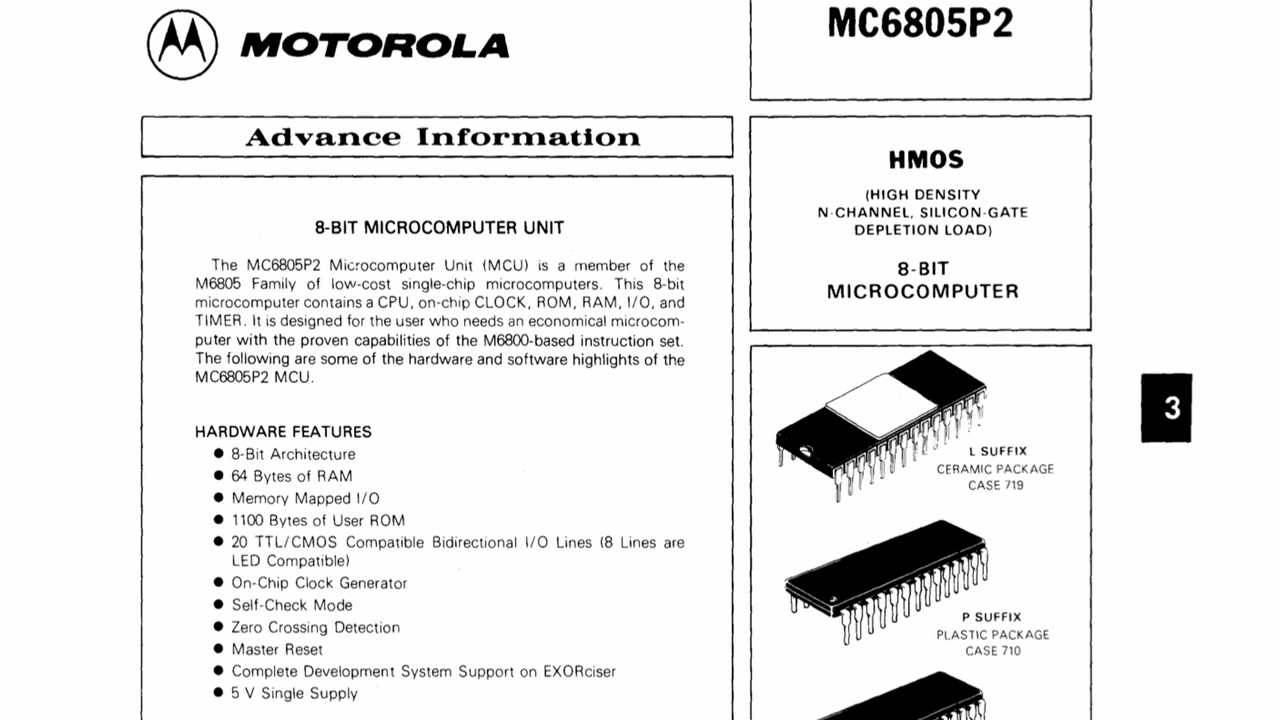 MOTOROLA
MC6805P2
Advance Information
8-BIT MICROCOMPUTER UNIT
The MC6805P2 Microcomputer Unit (MCU) is a member of the
M6805 Family of low-cost single-chip microcomputers. This 8-bit
microcomputer contains a CPU, on-chip CLOCK, ROM, RAM, I/O, and
TIMER. It is designed for the user who needs an economical microcom-
puter with the proven capabilities of the M6800-based instruction set.
The following are some of the hardware and software highlights of the
MC6805P2 MCU.
HARDWARE FEATURES
● 8-Bit Architecture
● 64 Bytes of RAM
● Memory Mapped I/O
● 1100 Bytes of User ROM
● 20 TTL/CMOS Compatible Bidirectional I/O Lines (8 Lines are
LED Compatible)
● On-Chip Clock Generator
● Self-Check Mode
● Zero Crossing Detection
● Master Reset
● Complete Development System Support on EXORciser
● 5 V Single Supply
HMOS
(HIGH DENSITY
N-CHANNEL, SILICON-GATE
DEPLETION LOAD)
8-BIT
MICROCOMPUTER
L SUFFIX
CERAMIC PACKAGE
CASE 719
P SUFFIX
PLASTIC PACKAGE
CASE 710
3